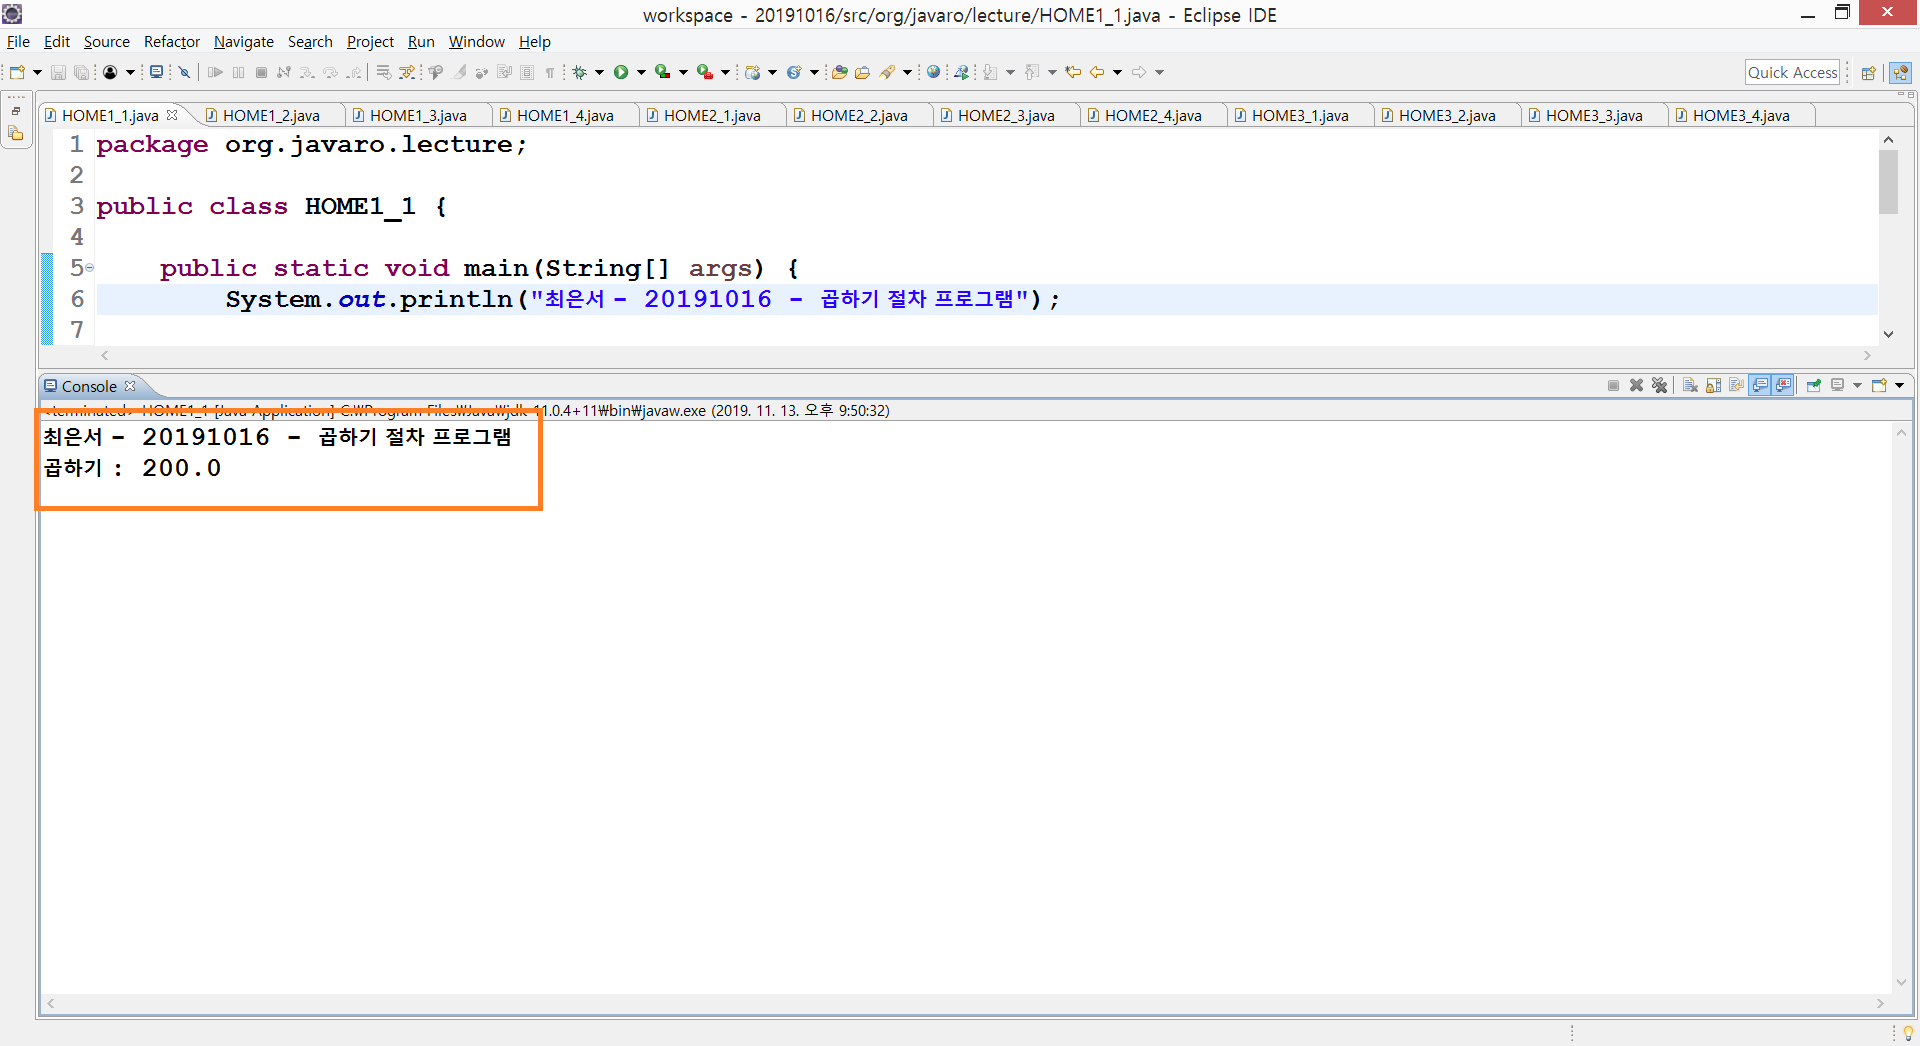 workspace - 20191016/src/org/javaro/lecture/HOME1_1.java - Eclipse IDE
File Edit Source Refactor Navigate Search Project Run Window Help
Quick Access
HOME1_1.java HOME1_2.java HOME1_3.java HOME1_4.java HOME2_1.java HOME2_2.java HOME2_3.java HOME2_4.java HOME3_1.java HOME3_2.java HOME3_3.java HOME3_4.java
1 package org.javaro.lecture;
2
3 public class HOME1_1 {
4
5 public static void main(String[] args) {
6 System.out.println("최은서 - 20191016 - 곱하기 절차 프로그램");
7
Console
<terminated> HOME1_1 [Java Application] C:₩Program Files₩Java₩jdk-11.0.4+11₩bin₩javaw.exe (2019. 11. 13. 오후 9:50:32)
최은서 - 20191016 - 곱하기 절차 프로그램
곱하기 : 200.0